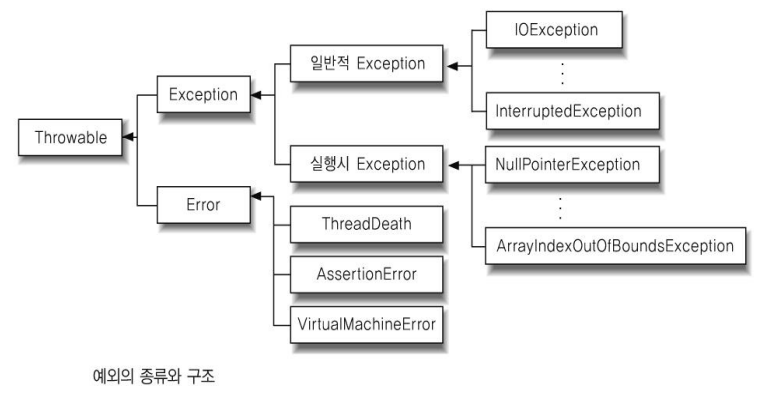 Throwable
Exception
Error
일반적 Exception
실행시 Exception
ThreadDeath
AssertionError
VirtualMachineError
IOException
InterruptedException
NullPointerException
ArrayIndexOutOfBoundsException
예외의 종류와 구조